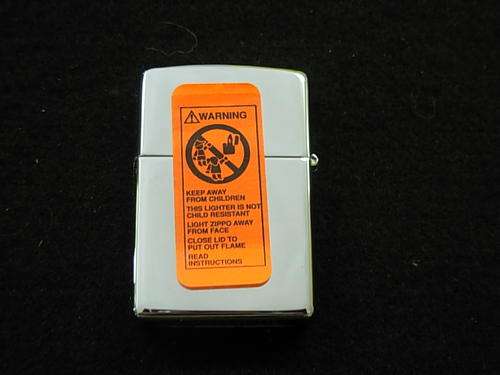 WARNING
KEEP AWAY
FROM CHILDREN
THIS LIGHTER IS NOT
CHILD RESISTANT
LIGHT ZIPPO AWAY
FROM FACE
CLOSE LID TO
PUT OUT FLAME
READ
INSTRUCTIONS